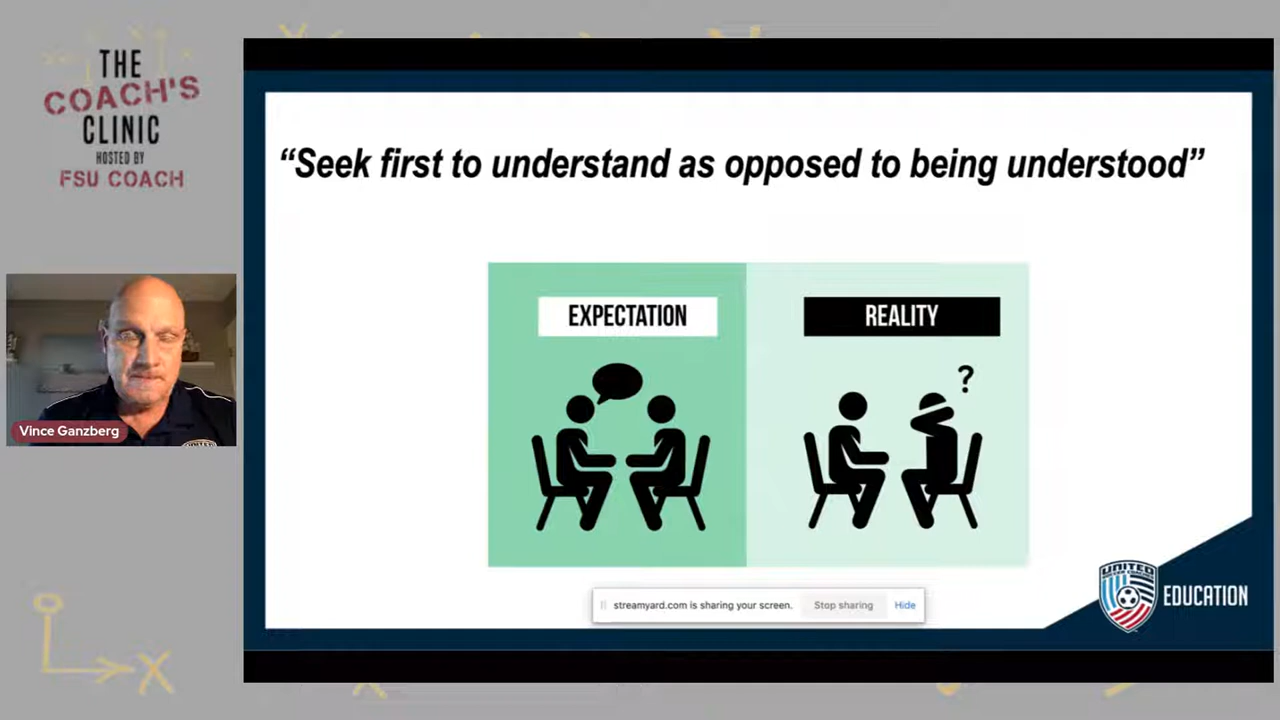 THE
COACH'S
CLINIC
HOSTED BY
FSU COACH
“Seek first to understand as opposed to being understood”
EXPECTATION
REALITY
?
Vince Ganzberg
streamyard.com is sharing your screen.
Stop sharing
Hide
UNITED
EDUCATION
X